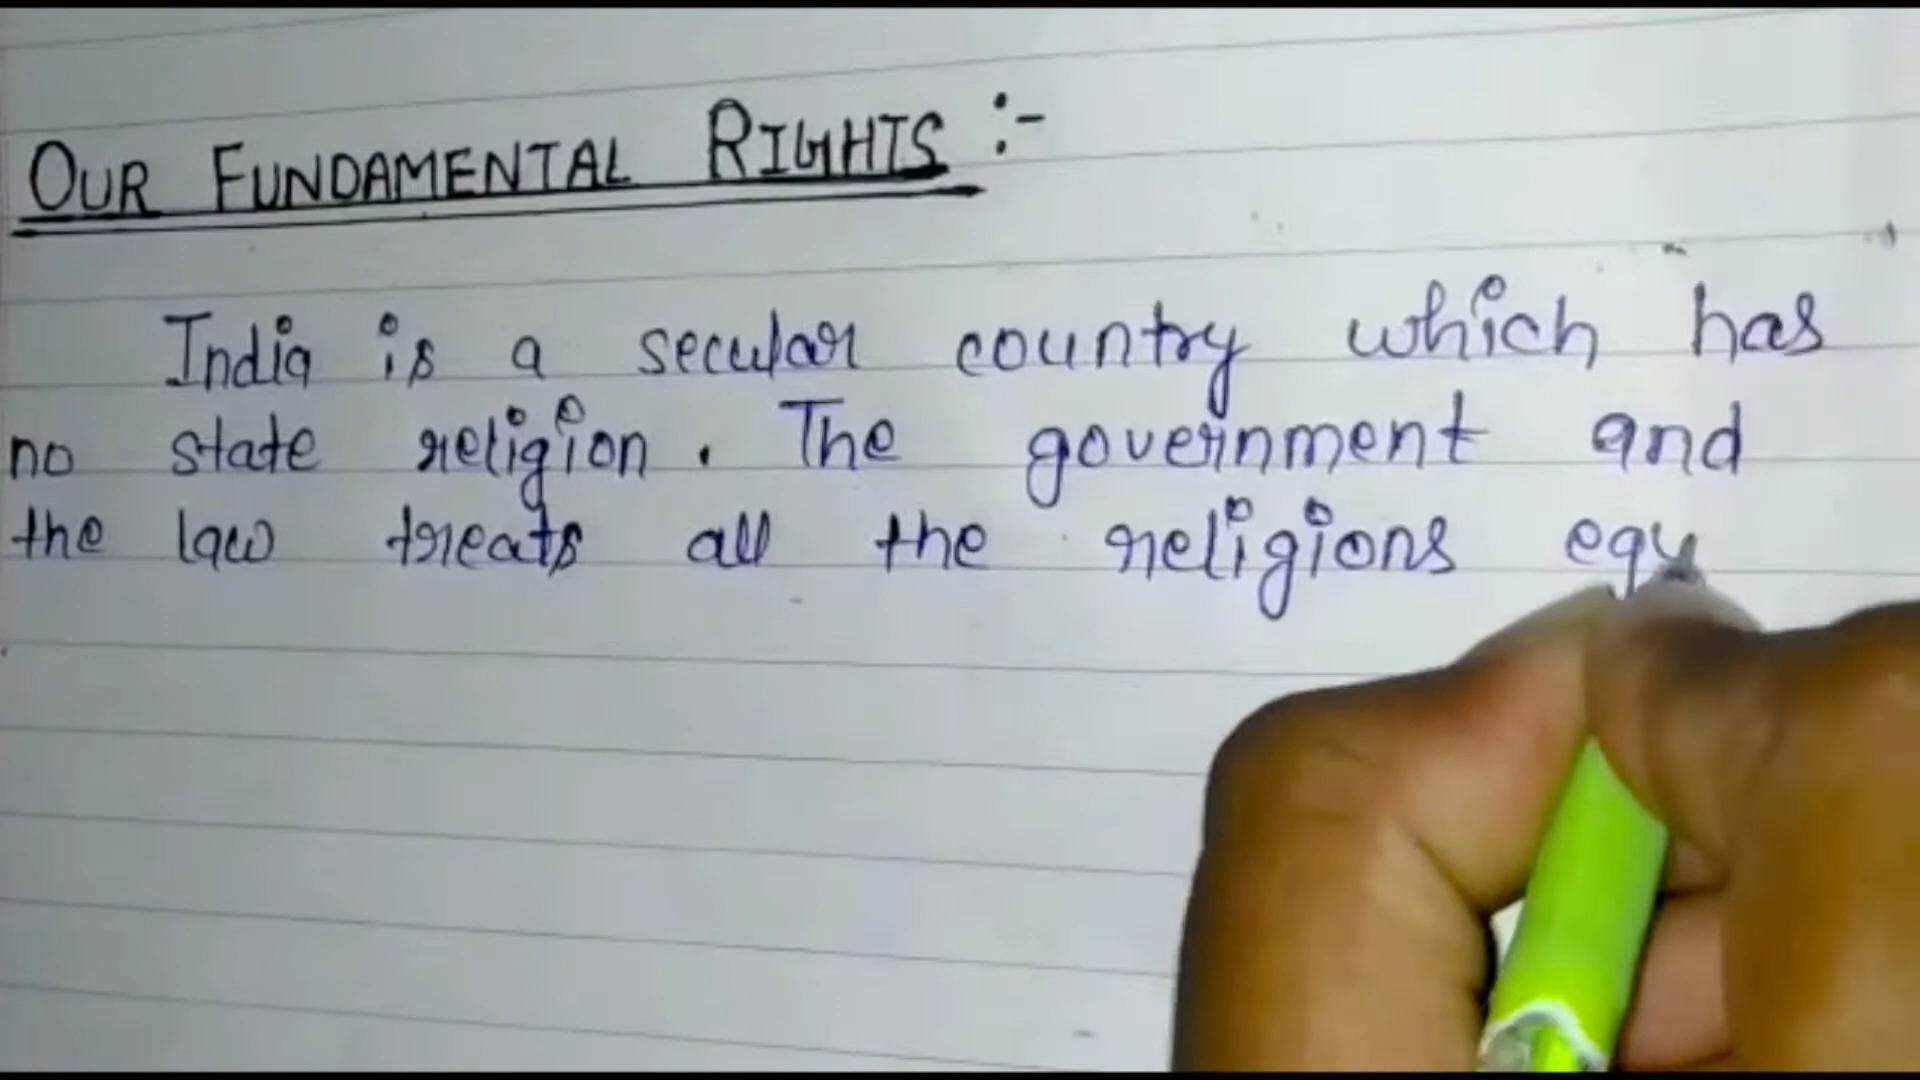 OUR FUNDAMENTAL RIGHTS :-
India is a secular country which has
no state religion. The government and
the law treats all the religions equ